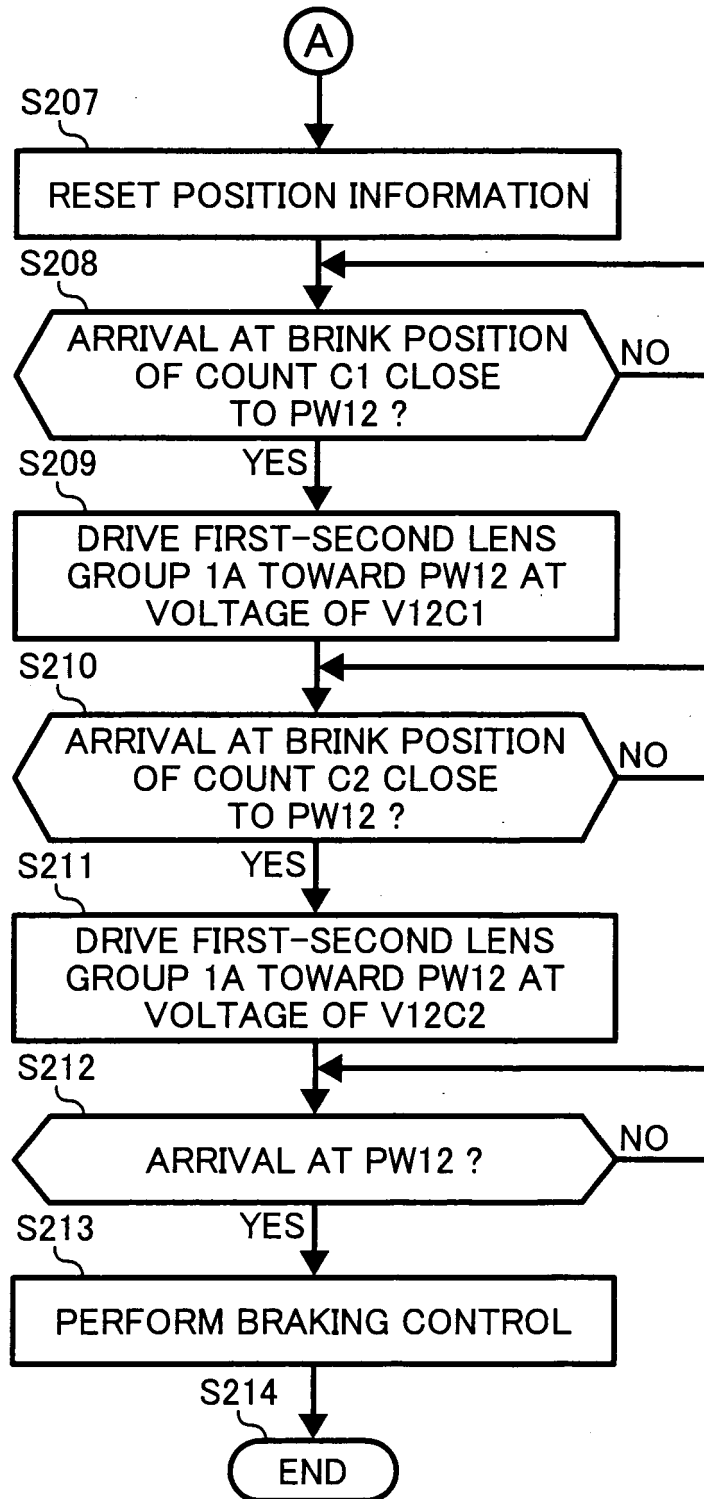 A
S207
RESET POSITION INFORMATION
S208
ARRIVAL AT BRINK POSITION
OF COUNT C1 CLOSE
TO PW12 ?
NO
YES
S209
DRIVE FIRST-SECOND LENS
GROUP 1A TOWARD PW12 AT
VOLTAGE OF V12C1
S210
ARRIVAL AT BRINK POSITION
OF COUNT C2 CLOSE
TO PW12 ?
NO
YES
S211
DRIVE FIRST-SECOND LENS
GROUP 1A TOWARD PW12 AT
VOLTAGE OF V12C2
S212
ARRIVAL AT PW12 ?
NO
YES
S213
PERFORM BRAKING CONTROL
S214
END